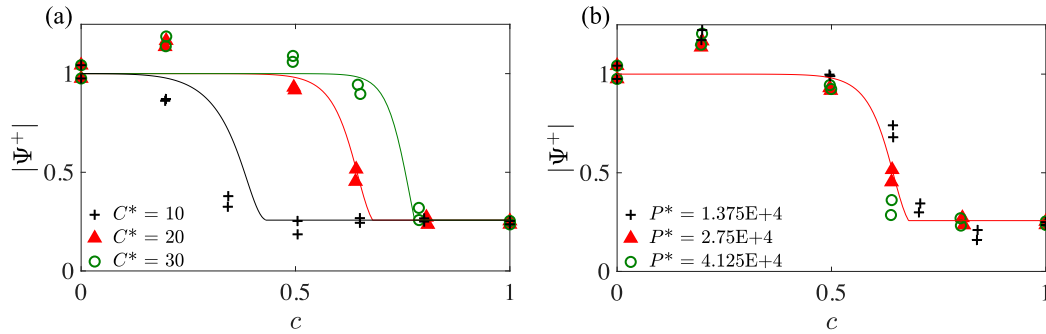 (a)
1
0.5
0
|Ψ⁺|
C* = 10
C* = 20
C* = 30
0
0.5
1
c
(b)
1
0.5
0
|Ψ⁺|
P* = 1.375E+4
P* = 2.75E+4
P* = 4.125E+4
0
0.5
1
c